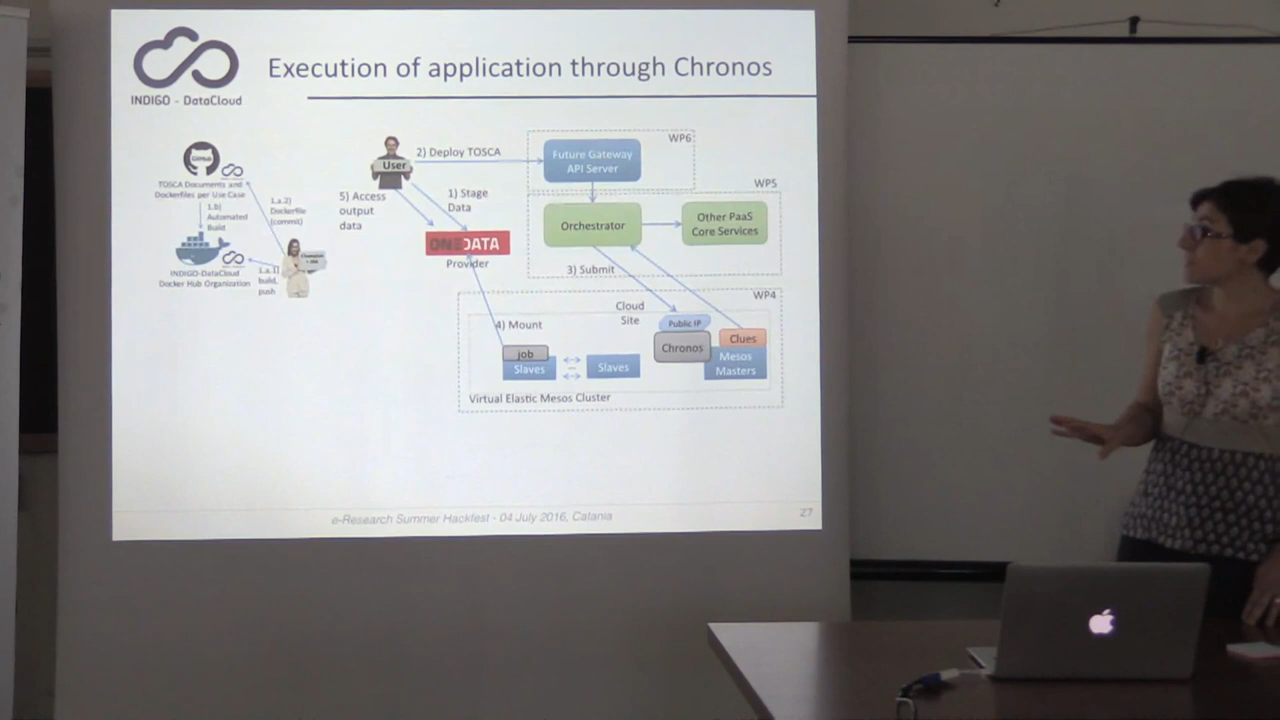 Execution of application through Chronos
INDIGO - DataCloud
GitHub
TOSCA Documents and
Dockerfiles per Use Case
1.b)
Automated
Build
1.a.2)
Dockerfile
(commit)
INDIGO-DataCloud
Docker Hub Organization
1.a.1)
build,
push
User
2) Deploy TOSCA
5) Access
output
data
1) Stage
Data
ONEDATA
Provider
WP6
Future Gateway
API Server
WP5
Orchestrator
Other PaaS
Core Services
3) Submit
WP4
Cloud
Site
4) Mount
Public IP
Chronos
Clues
Mesos
Masters
job
Slaves
Slaves
Virtual Elastic Mesos Cluster
e-Research Summer Hackfest - 04 July 2016, Catania
27